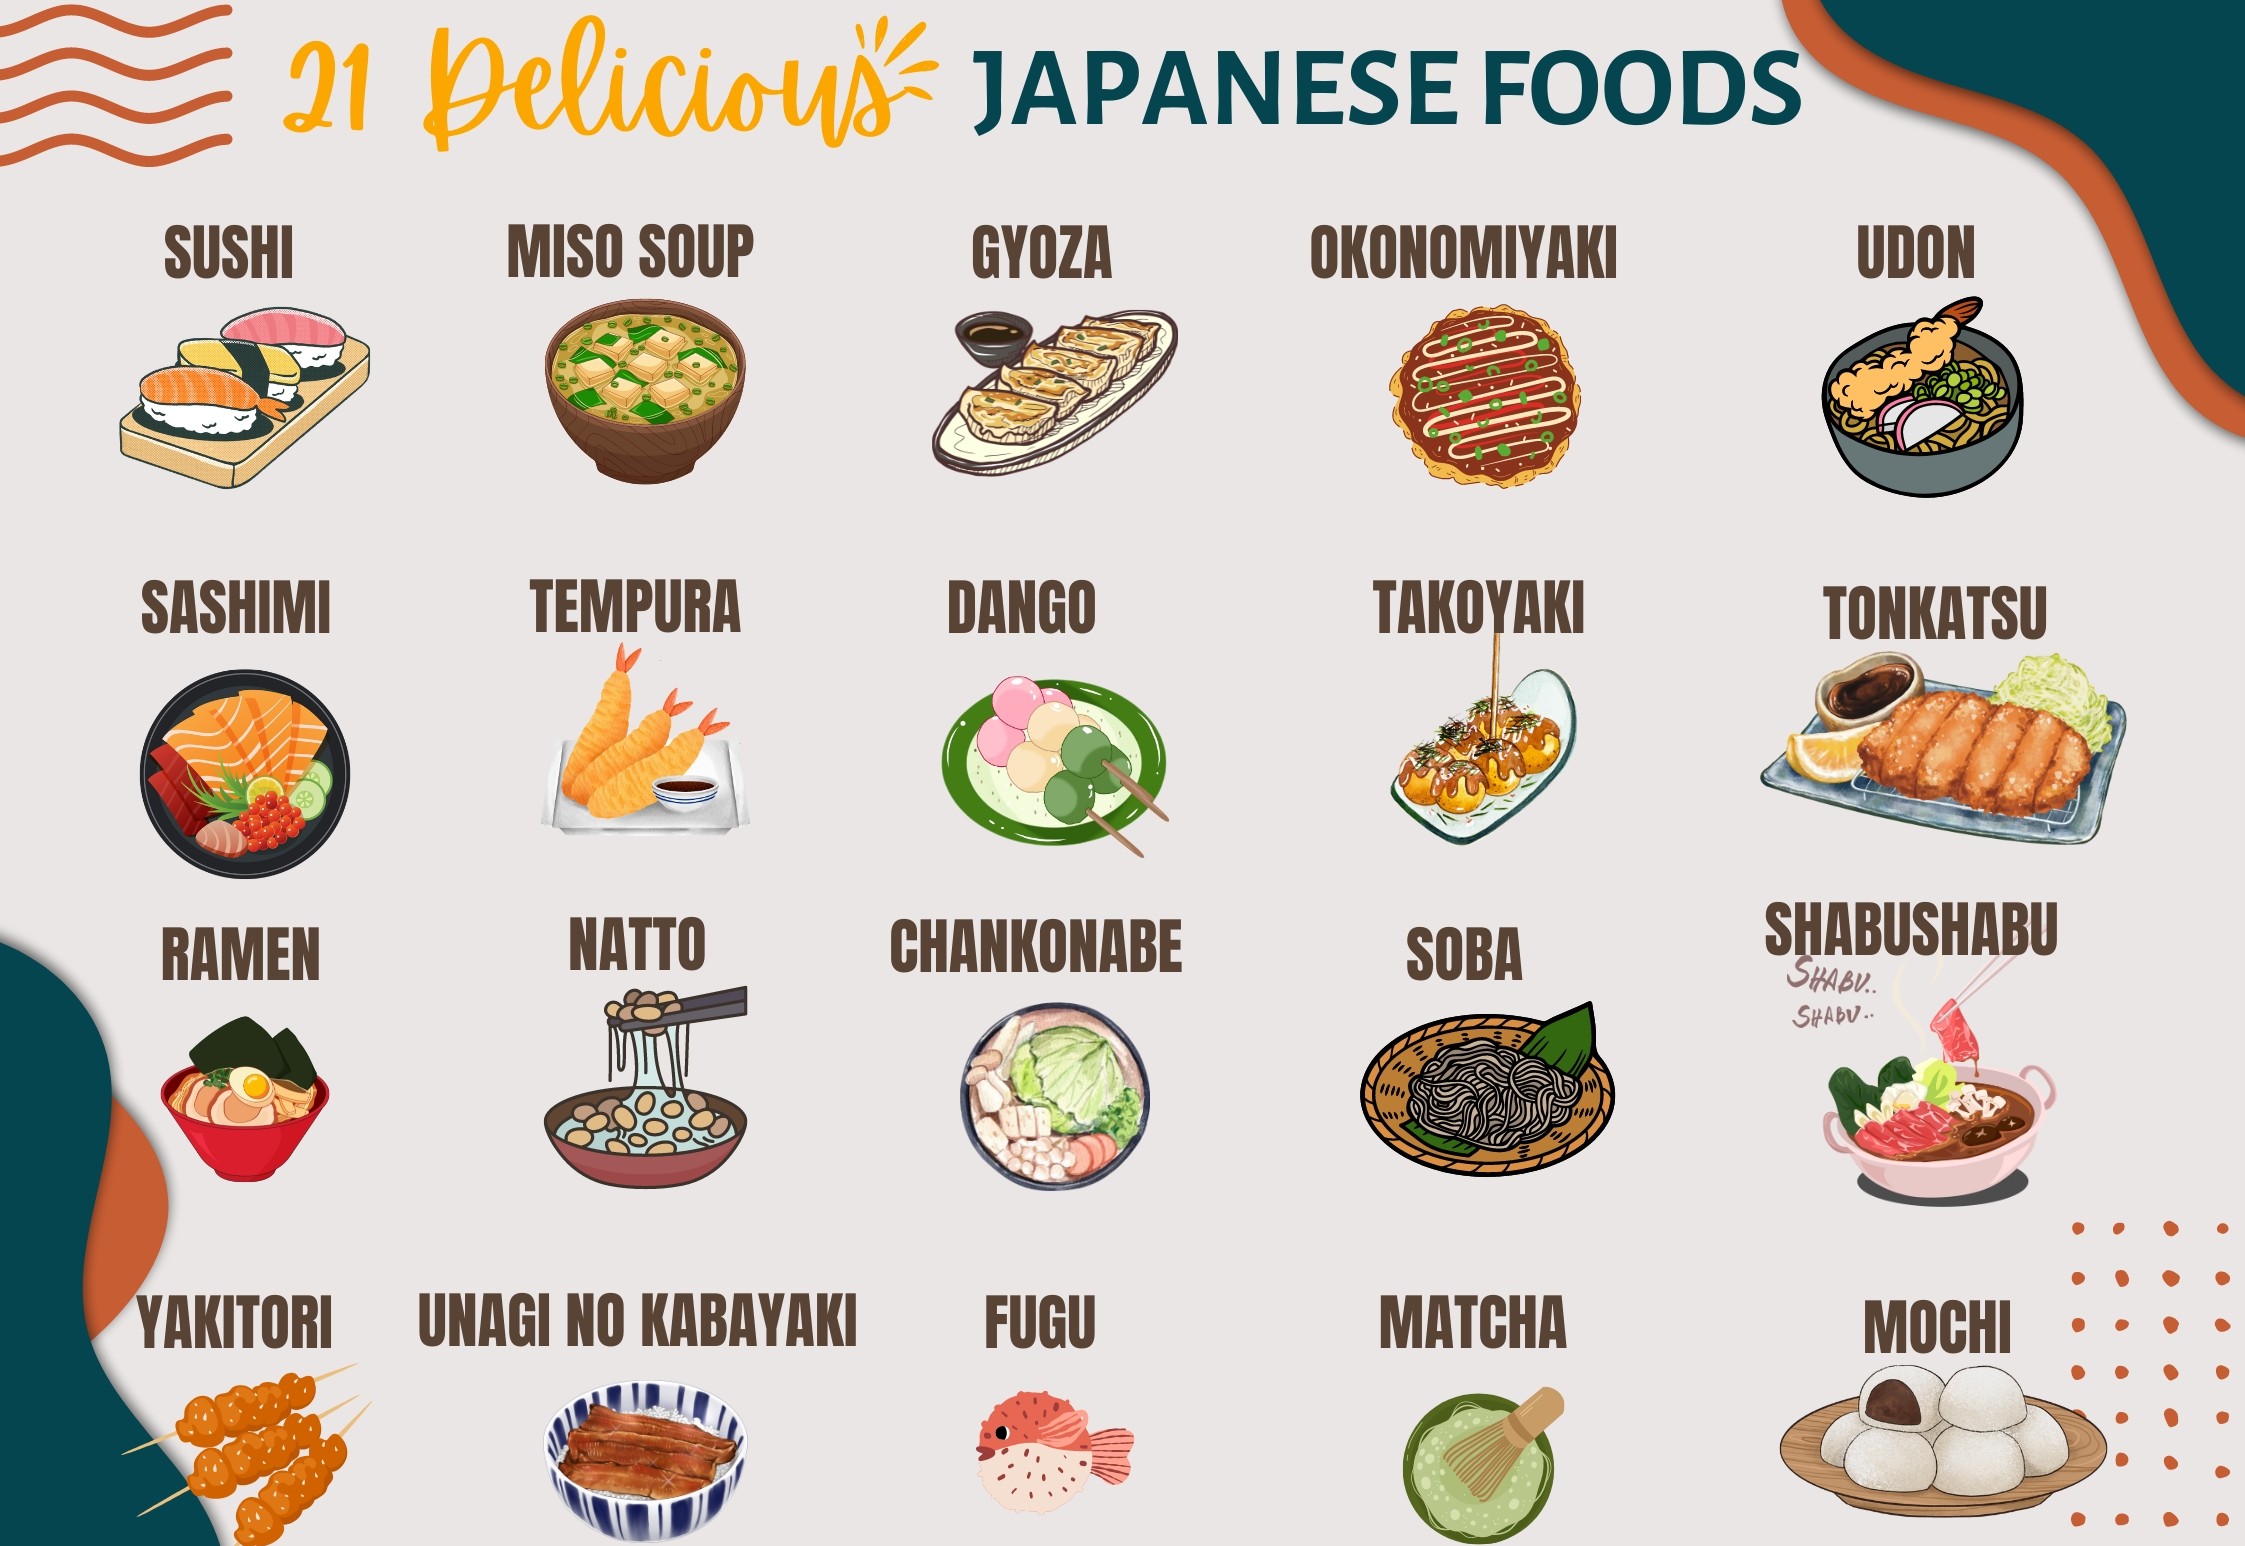 21 Delicious JAPANESE FOODS
SUSHI
MISO SOUP
GYOZA
OKONOMIYAKI
UDON
SASHIMI
TEMPURA
DANGO
TAKOYAKI
TONKATSU
RAMEN
NATTO
CHANKONABE
SOBA
SHABUSHABU
SHABU..
SHABU..
YAKITORI
UNAGI NO KABAYAKI
FUGU
MATCHA
MOCHI